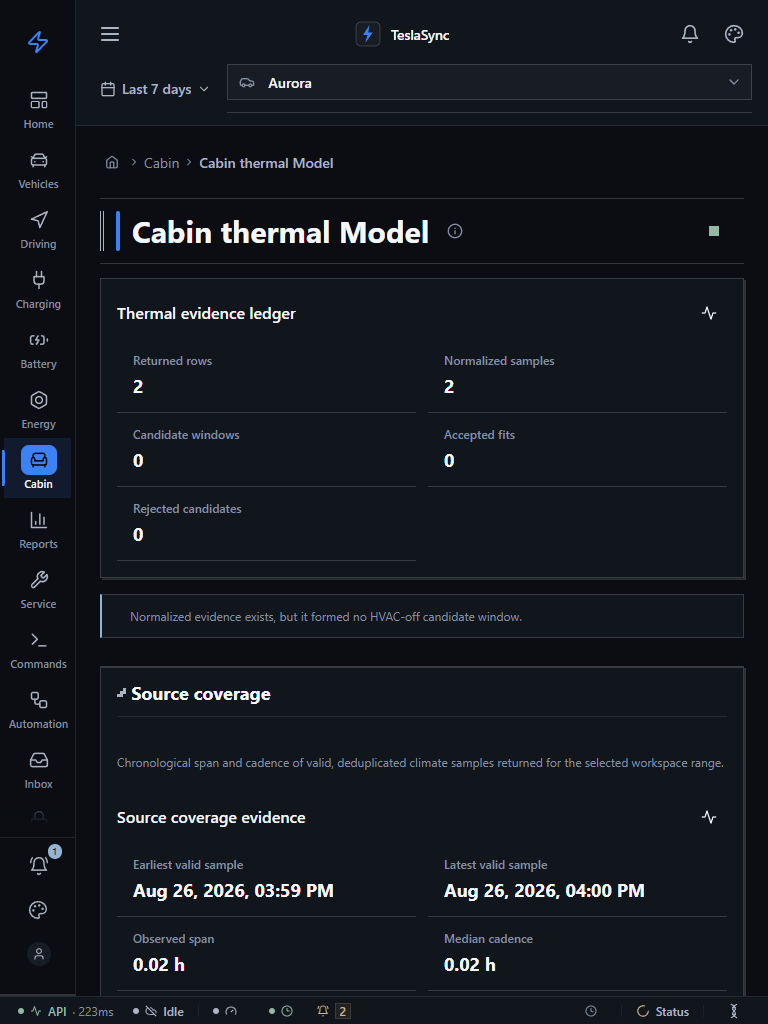 TeslaSync
Last 7 days
Aurora
Home
Vehicles
Driving
Charging
Battery
Energy
Cabin
Reports
Service
Commands
Automation
Inbox
1
Cabin
Cabin thermal Model
Cabin thermal Model
Thermal evidence ledger
Returned rows
2
Normalized samples
2
Candidate windows
0
Accepted fits
0
Rejected candidates
0
Normalized evidence exists, but it formed no HVAC-off candidate window.
Source coverage
Chronological span and cadence of valid, deduplicated climate samples returned for the selected workspace range.
Source coverage evidence
Earliest valid sample
Aug 26, 2026, 03:59 PM
Latest valid sample
Aug 26, 2026, 04:00 PM
Observed span
0.02 h
Median cadence
0.02 h
API · 223ms
Idle
2
Status